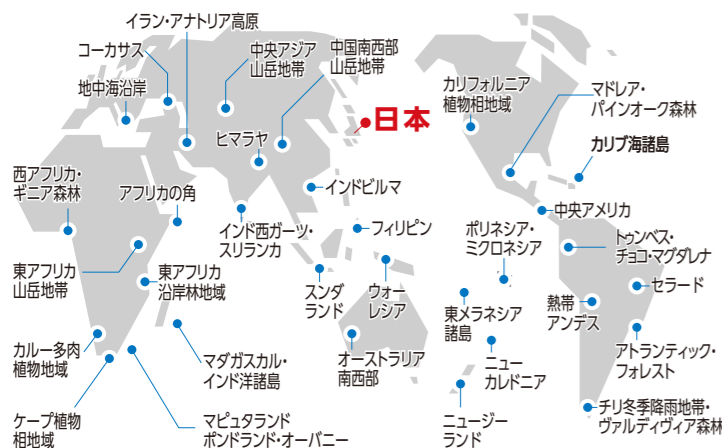 イラン・アナトリア高原
コーカサス
地中海沿岸
中央アジア
山岳地帯
中国南西部
山岳地帯
日本
ヒマラヤ
カリフォルニア
植物相地域
マドレア・
パインオーク森林
カリブ海諸島
西アフリカ・
ギニア森林
アフリカの角
インド西ガーツ・
スリランカ
インドビルマ
フィリピン
ポリネシア・
ミクロネシア
中央アメリカ
トゥンベス・
チョコ・マグダレナ
東アフリカ
山岳地帯
東アフリカ
沿岸林地域
スンダ
ランド
ウォー
レシア
東メラネシア
諸島
熱帯
アンデス
セラード
カルー多肉
植物地域
マダガスカル・
インド洋諸島
オーストラリア
南西部
ニュー
カレドニア
アトランティック・
フォレスト
ケープ植物
相地域
マピュタランド
ポンドランド・オーバニー
ニュージー
ランド
チリ冬季降雨地帯・
ヴァルディヴィア森林